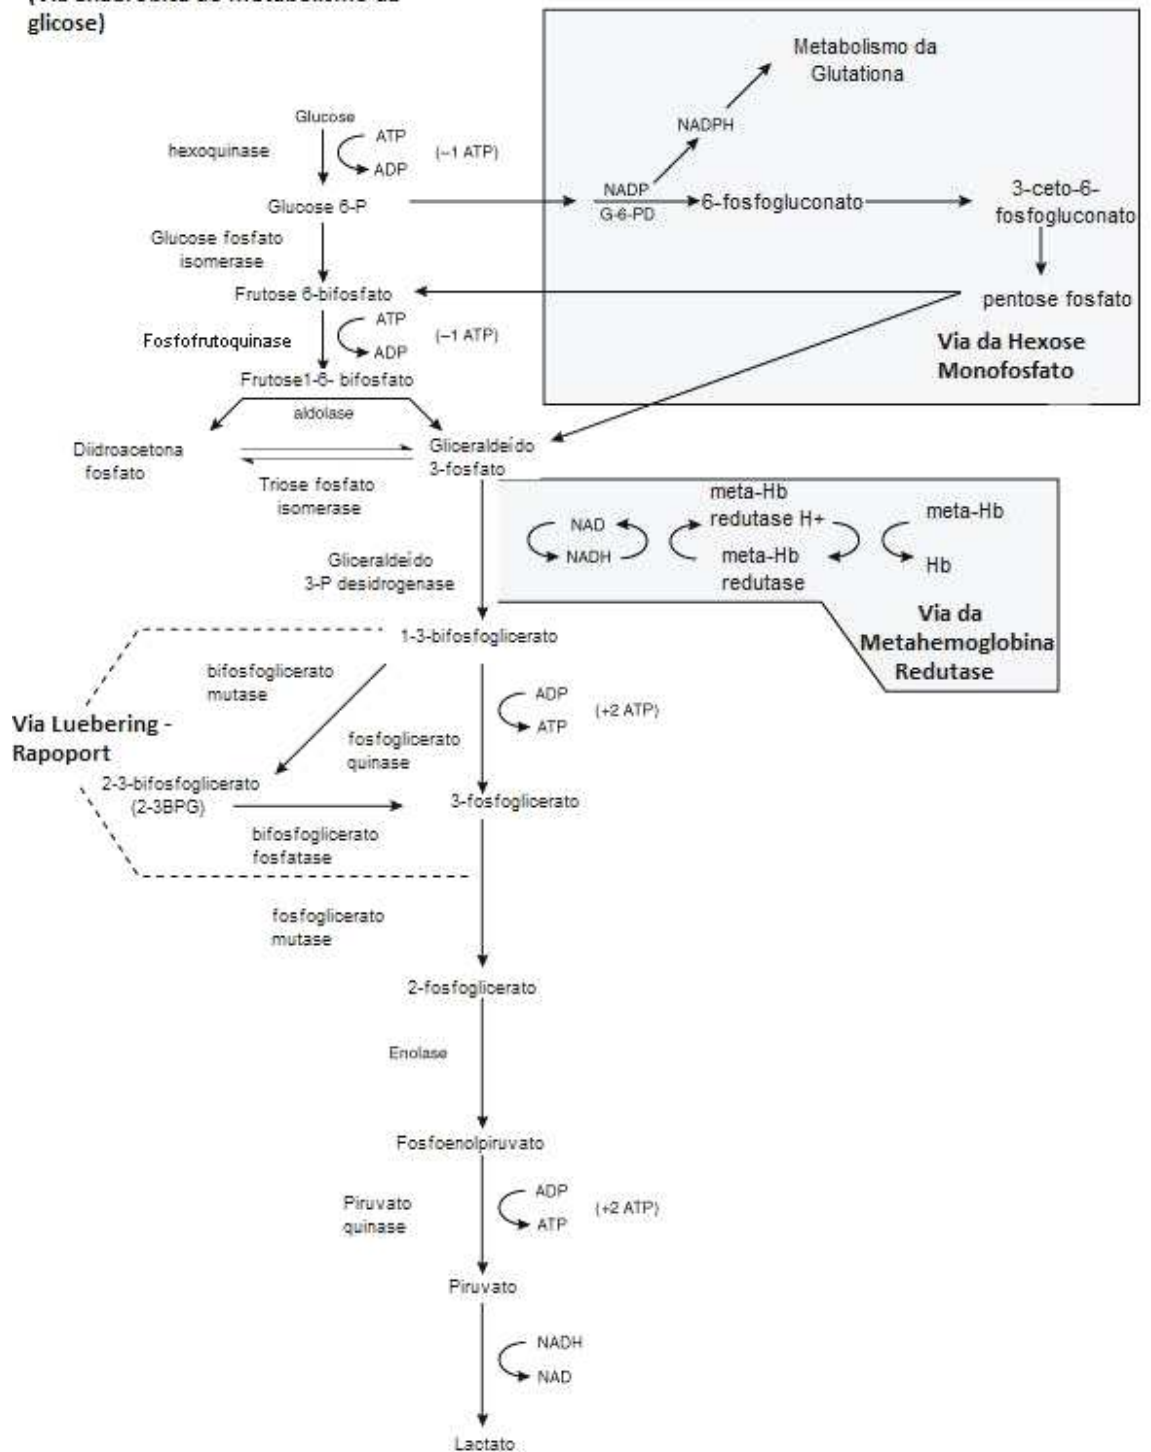 glicose)
Metabolismo da
Glutationa
NADPH
Glucose
hexoquinase
ATP
ADP
(–1 ATP)
Glucose 6-P
NADP
G-6-PD
6-fosfogluconato
3-ceto-6-
fosfogluconato
Glucose fosfato
isomerase
Frutose 6-bifosfato
pentose fosfato
Fosfofrutoquinase
ATP
ADP
(–1 ATP)
Via da Hexose
Monofosfato
Frutose1-6- bifosfato
aldolase
Diidroacetona
fosfato
Gliceraldeído
3-fosfato
Triose fosfato
isomerase
NAD
NADH
meta-Hb
redutase H+
meta-Hb
redutase
meta-Hb
Hb
Gliceraldeído
3-P desidrogenase
Via da
Metahemoglobina
Redutase
1-3-bifosfoglicerato
bifosfoglicerato
mutase
ADP
ATP
(+2 ATP)
Via Luebering -
Rapoport
fosfoglicerato
quinase
2-3-bifosfoglicerato
(2-3BPG)
3-fosfoglicerato
bifosfoglicerato
fosfatase
fosfoglicerato
mutase
2-fosfoglicerato
Enolase
Fosfoenolpiruvato
Piruvato
quinase
ADP
ATP
(+2 ATP)
Piruvato
NADH
NAD
Lactato